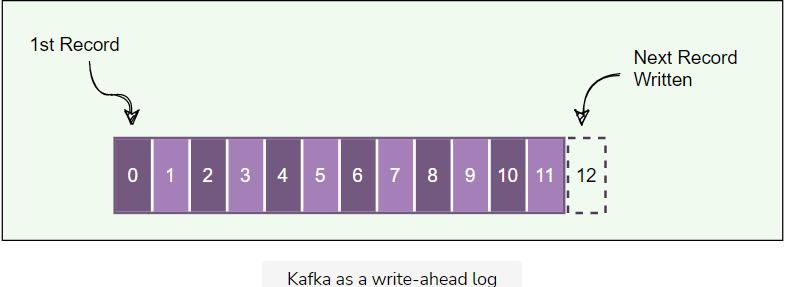 1st Record
Next Record
Written
0 1 2 3 4 5 6 7 8 9 10 11 12
Kafka as a write-ahead log